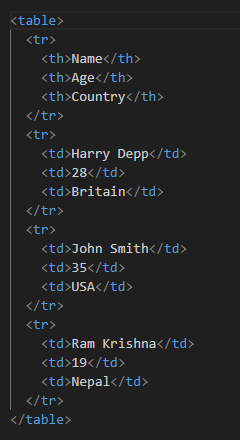 <table>
  <tr>
    <th>Name</th>
    <th>Age</th>
    <th>Country</th>
  </tr>
  <tr>
    <td>Harry Depp</td>
    <td>28</td>
    <td>Britain</td>
  </tr>
  <tr>
    <td>John Smith</td>
    <td>35</td>
    <td>USA</td>
  </tr>
  <tr>
    <td>Ram Krishna</td>
    <td>19</td>
    <td>Nepal</td>
  </tr>
</table>